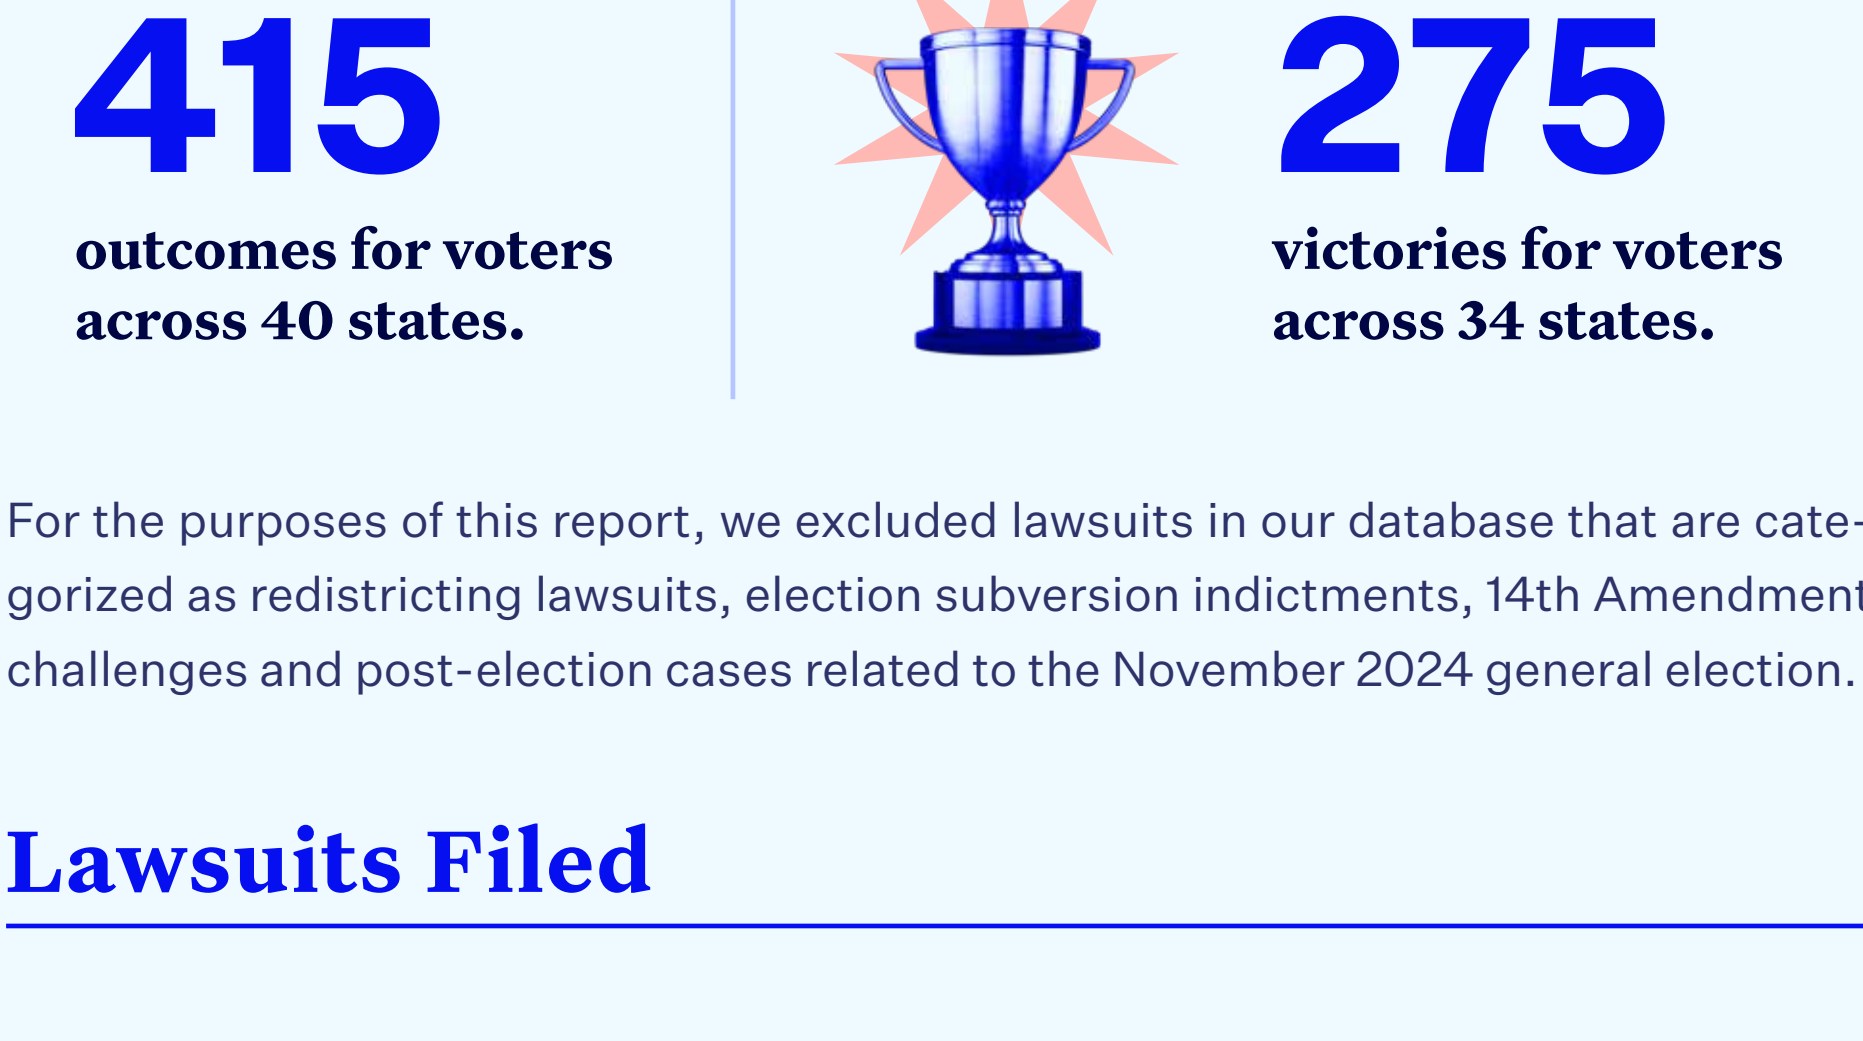 415
outcomes for voters
across 40 states.
275
victories for voters
across 34 states.
For the purposes of this report, we excluded lawsuits in our database that are cate-
gorized as redistricting lawsuits, election subversion indictments, 14th Amendment
challenges and post-election cases related to the November 2024 general election.
Lawsuits Filed